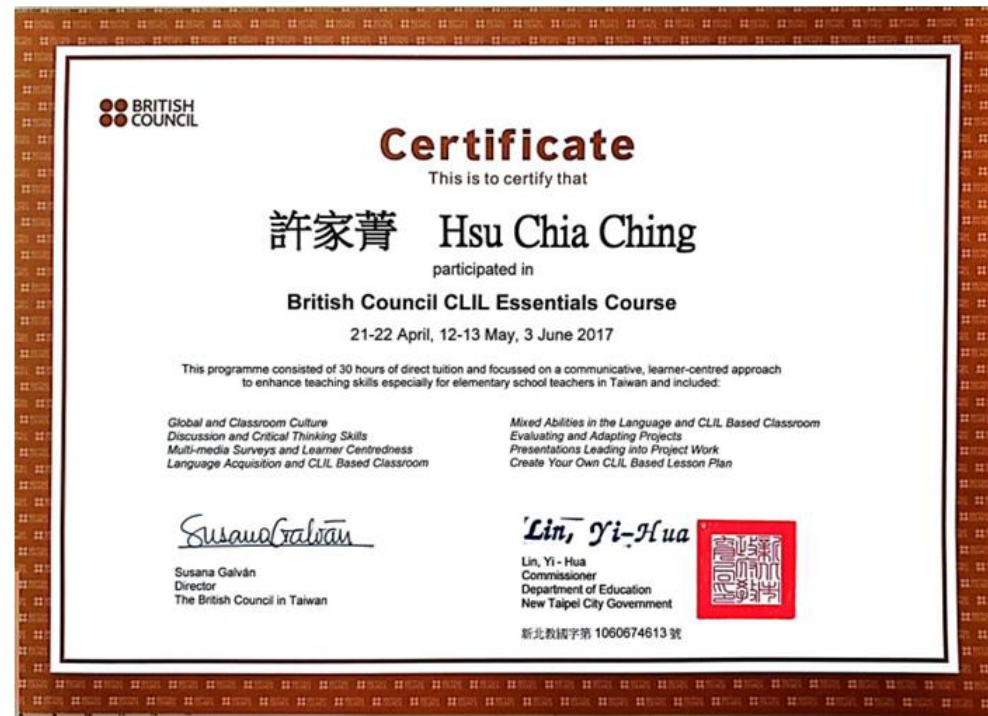 BRITISH
COUNCIL
Certificate
This is to certify that
許家菁 Hsu Chia Ching
participated in
British Council CLIL Essentials Course
21-22 April, 12-13 May, 3 June 2017
This programme consisted of 30 hours of direct tuition and focussed on a communicative, learner-centred approach
to enhance teaching skills especially for elementary school teachers in Taiwan and included:
Global and Classroom Culture
Discussion and Critical Thinking Skills
Multi-media Surveys and Learner Centredness
Language Acquisition and CLIL Based Classroom
Mixed Abilities in the Language and CLIL Based Classroom
Evaluating and Adapting Projects
Presentations Leading into Project Work
Create Your Own CLIL Based Lesson Plan
Susana Galván
Susana Galván
Director
The British Council in Taiwan
Lin, Yi-Hua
Lin, Yi - Hua
Commissioner
Department of Education
New Taipei City Government
新北教國字第 1060674613 號